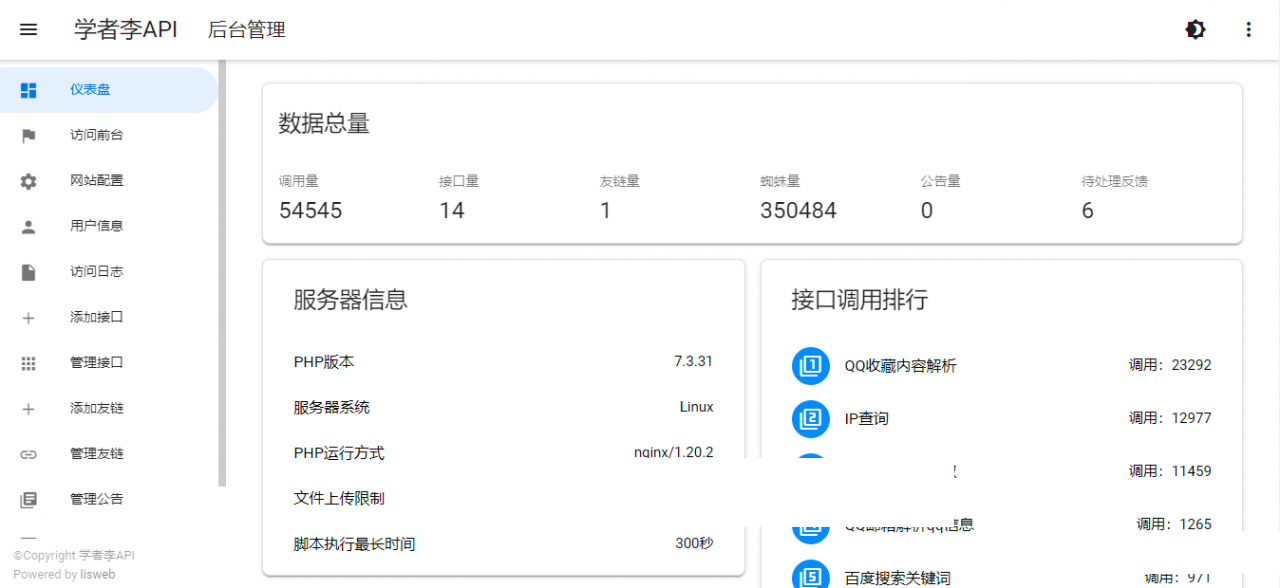 学者李API 后台管理
仪表盘
访问前台
网站配置
用户信息
访问日志
添加接口
管理接口
添加友链
管理友链
管理公告
©Copyright 学者李API
Powered by lisweb
数据总量
调用量 接口量 友链量 蜘蛛量 公告量 待处理反馈
54545 14 1 350484 0 6
服务器信息
PHP版本 7.3.31
服务器系统 Linux
PHP运行方式 nginx/1.20.2
文件上传限制
脚本执行最长时间 300秒
接口调用排行
1 QQ收藏内容解析 调用：23292
2 IP查询 调用：12977
调用：11459
QQ邮箱解析qq信息 调用：1265
5 百度搜索关键词 调用：971